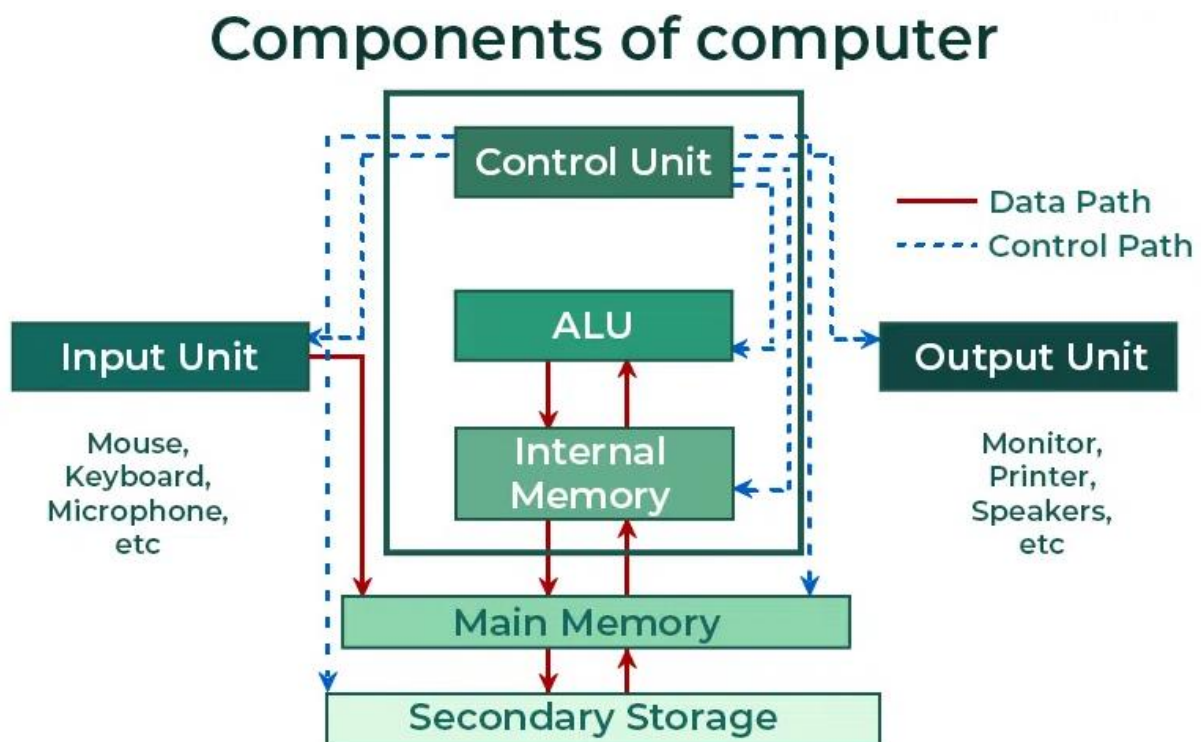 Components of computer
Control Unit
Data Path
Control Path
ALU
Input Unit
Output Unit
Mouse,
Keyboard,
Microphone,
etc
Internal
Memory
Monitor,
Printer,
Speakers,
etc
Main Memory
Secondary Storage